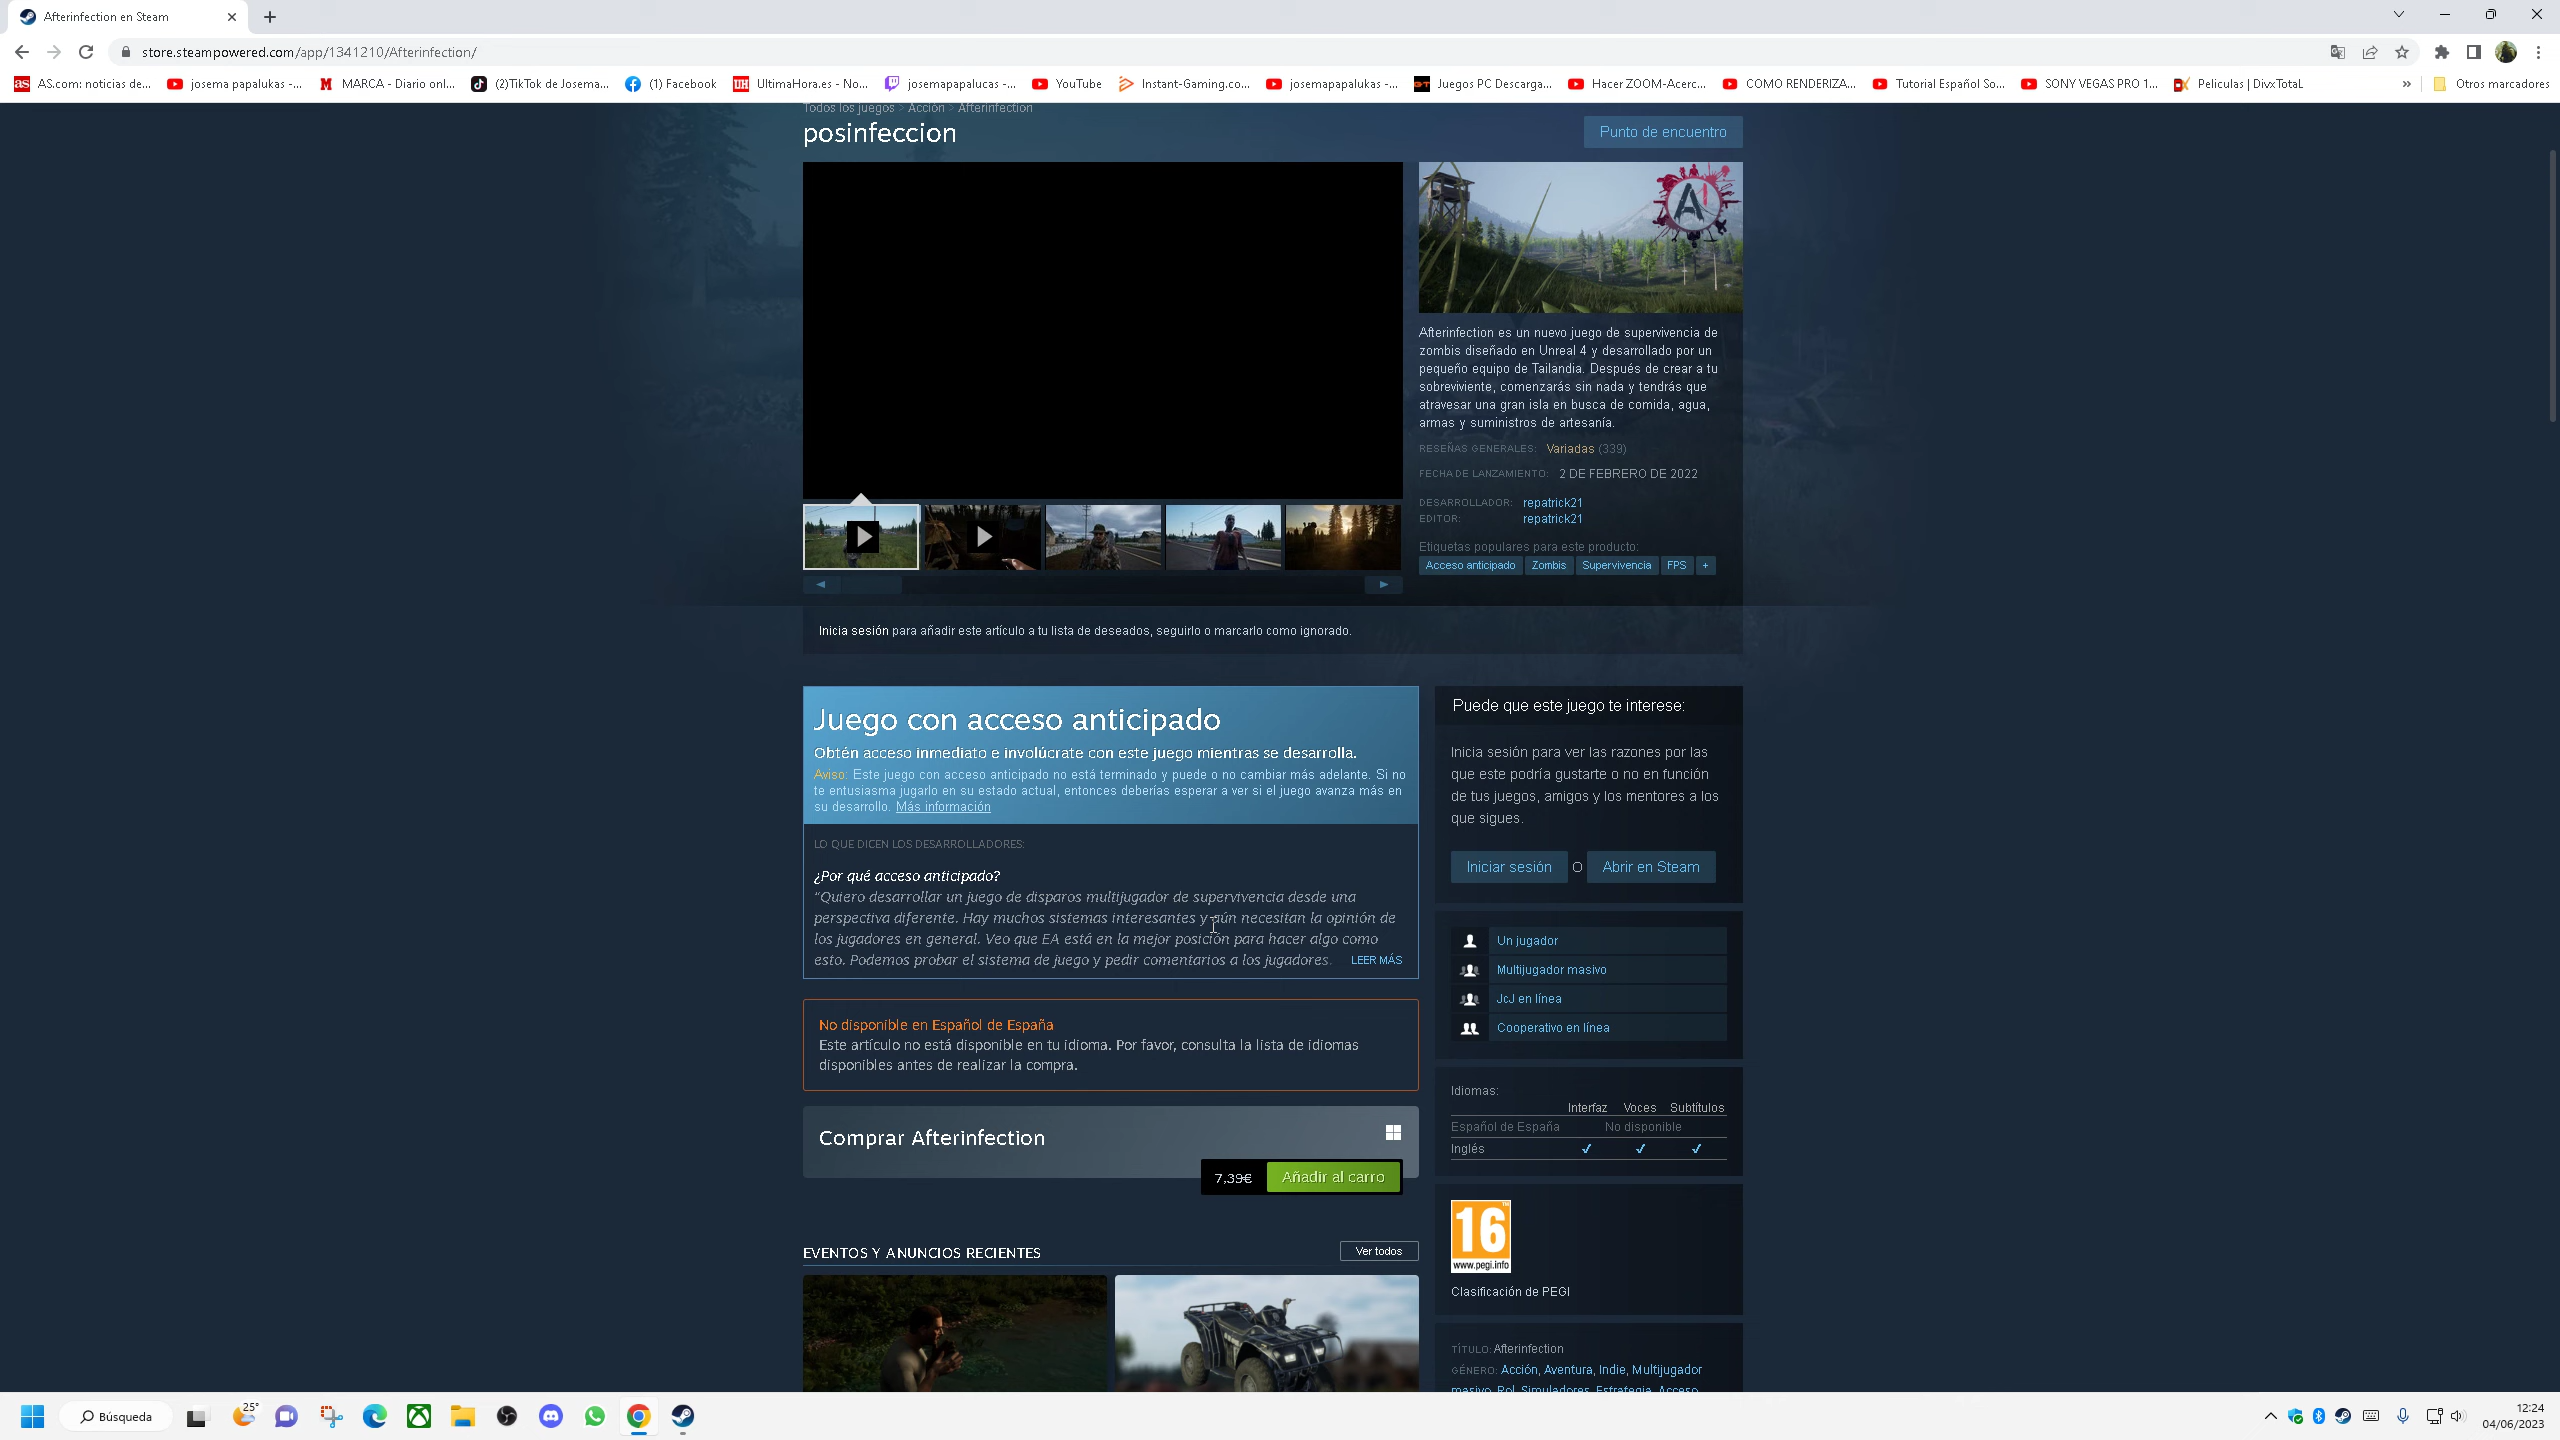 Afterinfection en Steam
store.steampowered.com/app/1341210/Afterinfection/
AS.com: noticias de...
josema papalukas -...
MARCA - Diario onl...
(2)TikTok de Josema...
(1) Facebook
UltimaHora.es - No...
josemapapalucas -...
YouTube
Instant-Gaming.co...
josemapapalukas -...
Juegos PC Descarga...
Hacer ZOOM-Acerc...
COMO RENDERIZA...
Tutorial Español So...
SONY VEGAS PRO 1...
Peliculas | DivxTotaL
»
Otros marcadores
Todos los juegos > Acción > Afterinfection
posinfeccion
Punto de encuentro
Afterinfection es un nuevo juego de supervivencia de
zombis diseñado en Unreal 4 y desarrollado por un
pequeño equipo de Tailandia. Después de crear a tu
sobreviviente, comenzarás sin nada y tendrás que
atravesar una gran isla en busca de comida, agua,
armas y suministros de artesanía.
RESEÑAS GENERALES: Variadas (339)
FECHA DE LANZAMIENTO: 2 DE FEBRERO DE 2022
DESARROLLADOR: repatrick21
EDITOR: repatrick21
Etiquetas populares para este producto:
Acceso anticipado Zombis Supervivencia FPS +
Inicia sesión para añadir este artículo a tu lista de deseados, seguirlo o marcarlo como ignorado.
Juego con acceso anticipado
Obtén acceso inmediato e involúcrate con este juego mientras se desarrolla.
Aviso: Este juego con acceso anticipado no está terminado y puede o no cambiar más adelante. Si no
te entusiasma jugarlo en su estado actual, entonces deberías esperar a ver si el juego avanza más en
su desarrollo. Más información
LO QUE DICEN LOS DESARROLLADORES:
¿Por qué acceso anticipado?
“Quiero desarrollar un juego de disparos multijugador de supervivencia desde una
perspectiva diferente. Hay muchos sistemas interesantes y aún necesitan la opinión de
los jugadores en general. Veo que EA está en la mejor posición para hacer algo como
esto. Podemos probar el sistema de juego y pedir comentarios a los jugadores. LEER MÁS
No disponible en Español de España
Este artículo no está disponible en tu idioma. Por favor, consulta la lista de idiomas
disponibles antes de realizar la compra.
Comprar Afterinfection
7,39€ Añadir al carro
EVENTOS Y ANUNCIOS RECIENTES
Ver todos
Puede que este juego te interese:
Inicia sesión para ver las razones por las
que este podría gustarte o no en función
de tus juegos, amigos y los mentores a los
que sigues.
Iniciar sesión O Abrir en Steam
Un jugador
Multijugador masivo
JcJ en línea
Cooperativo en línea
Idiomas:
Interfaz Voces Subtítulos
Español de España No disponible
Inglés ✓ ✓ ✓
16
www.pegi.info
Clasificación de PEGI
TÍTULO: Afterinfection
GÉNERO: Acción, Aventura, Indie, Multijugador
masivo, Rol, Simuladores, Estrategia, Acceso
Búsqueda
25°
12:24
04/06/2023